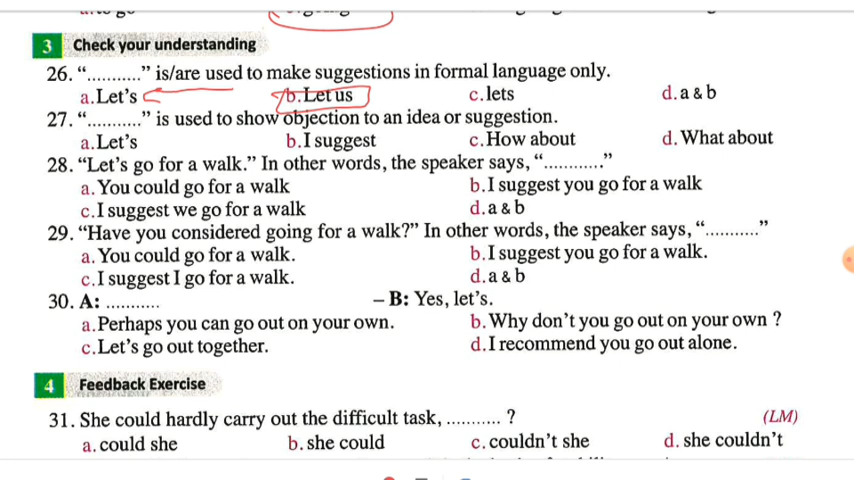 3 Check your understanding
26. “...........” is/are used to make suggestions in formal language only.
a. Let’s b. Let us c. lets d. a & b
27. “...........” is used to show objection to an idea or suggestion.
a. Let’s b. I suggest c. How about d. What about
28. “Let’s go for a walk.” In other words, the speaker says, “............”
a. You could go for a walk b. I suggest you go for a walk
c. I suggest we go for a walk d. a & b
29. “Have you considered going for a walk?” In other words, the speaker says, “...........”
a. You could go for a walk. b. I suggest you go for a walk.
c. I suggest I go for a walk. d. a & b
30. A: ........... – B: Yes, let’s.
a. Perhaps you can go out on your own. b. Why don’t you go out on your own ?
c. Let’s go out together. d. I recommend you go out alone.
4 Feedback Exercise
31. She could hardly carry out the difficult task, ........... ? (LM)
a. could she b. she could c. couldn’t she d. she couldn’t